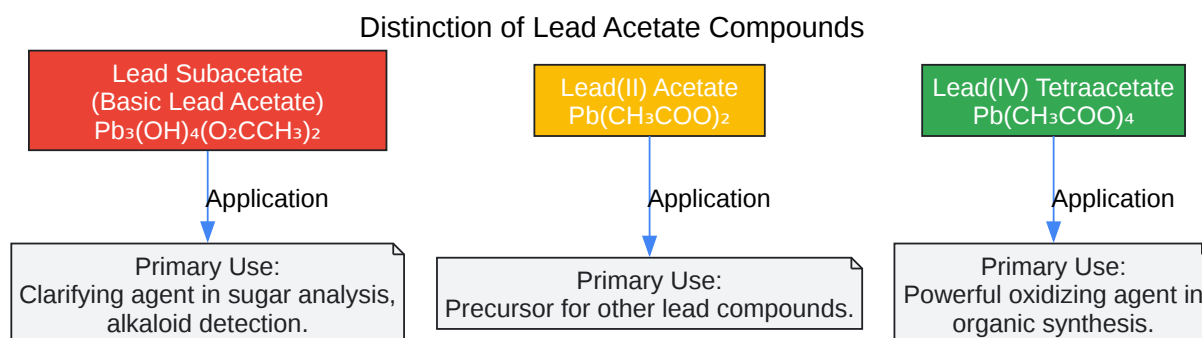 Distinction of Lead Acetate Compounds
Lead Subacetate
(Basic Lead Acetate)
Pb₃(OH)₄(O₂CCH₃)₂
Lead(II) Acetate
Pb(CH₃COO)₂
Lead(IV) Tetraacetate
Pb(CH₃COO)₄
Application
Application
Application
Primary Use:
Clarifying agent in sugar analysis,
alkaloid detection.
Primary Use:
Precursor for other lead compounds.
Primary Use:
Powerful oxidizing agent in
organic synthesis.